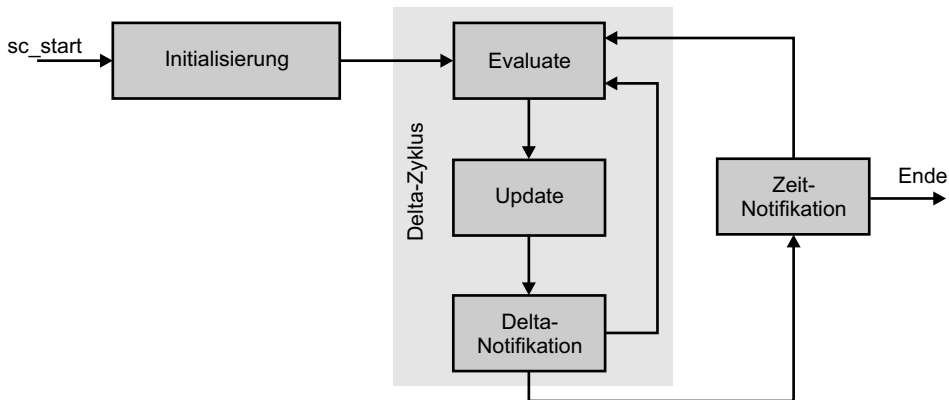 sc_start
Initialisierung
Evaluate
Delta-Zyklus
Update
Zeit-
Notifikation
Ende
Delta-
Notifikation